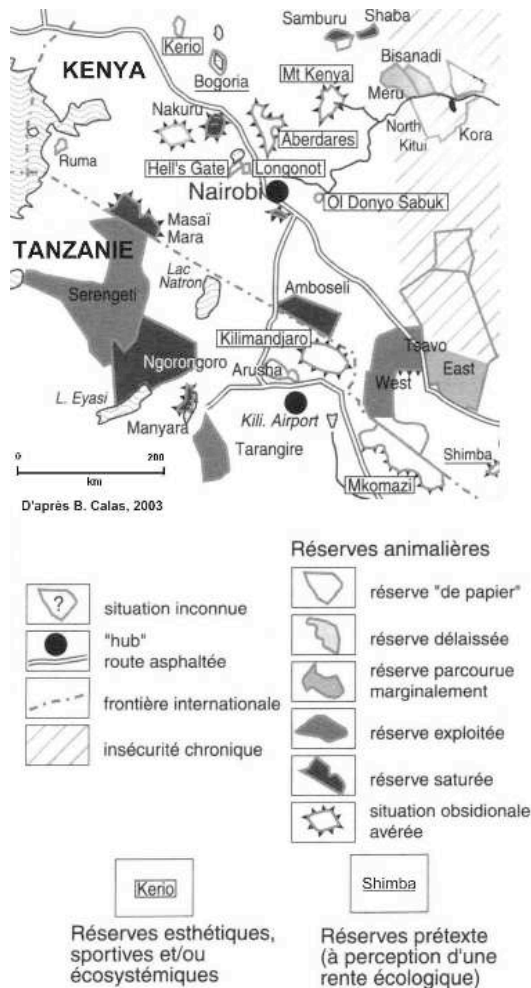 Samburu
Shaba
Kerio
Bisanadi
KENYA
Bogoria
Mt Kenya
Meru
Nakuru
North
Kitui
Kora
Aberdares
Ruma
Hell's Gate
Longonot
Nairobi
Ol Donyo Sabuk
Masaï
Mara
TANZANIE
Lac
Natron
Amboseli
Serengeti
Kilimandjaro
Tsavo
Ngorongoro
Arusha
West
East
L. Eyasi
Manyara
Kili. Airport
Shimba
Tarangire
0
200
km
Mkomazi
D'après B. Calas, 2003
?
situation inconnue
"hub"
route asphaltée
frontière internationale
insécurité chronique
Réserves animalières
réserve "de papier"
réserve délaissée
réserve parcourue
marginalement
réserve exploitée
réserve saturée
situation obsidionale
avérée
Kerio
Réserves esthétiques,
sportives et/ou
écosystémiques
Shimba
Réserves prétexte
(à perception d'une
rente écologique)